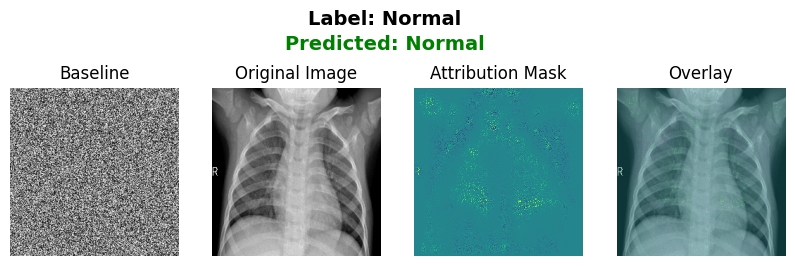 Label: Normal
Predicted: Normal
Baseline
Original Image
Attribution Mask
Overlay
R
R